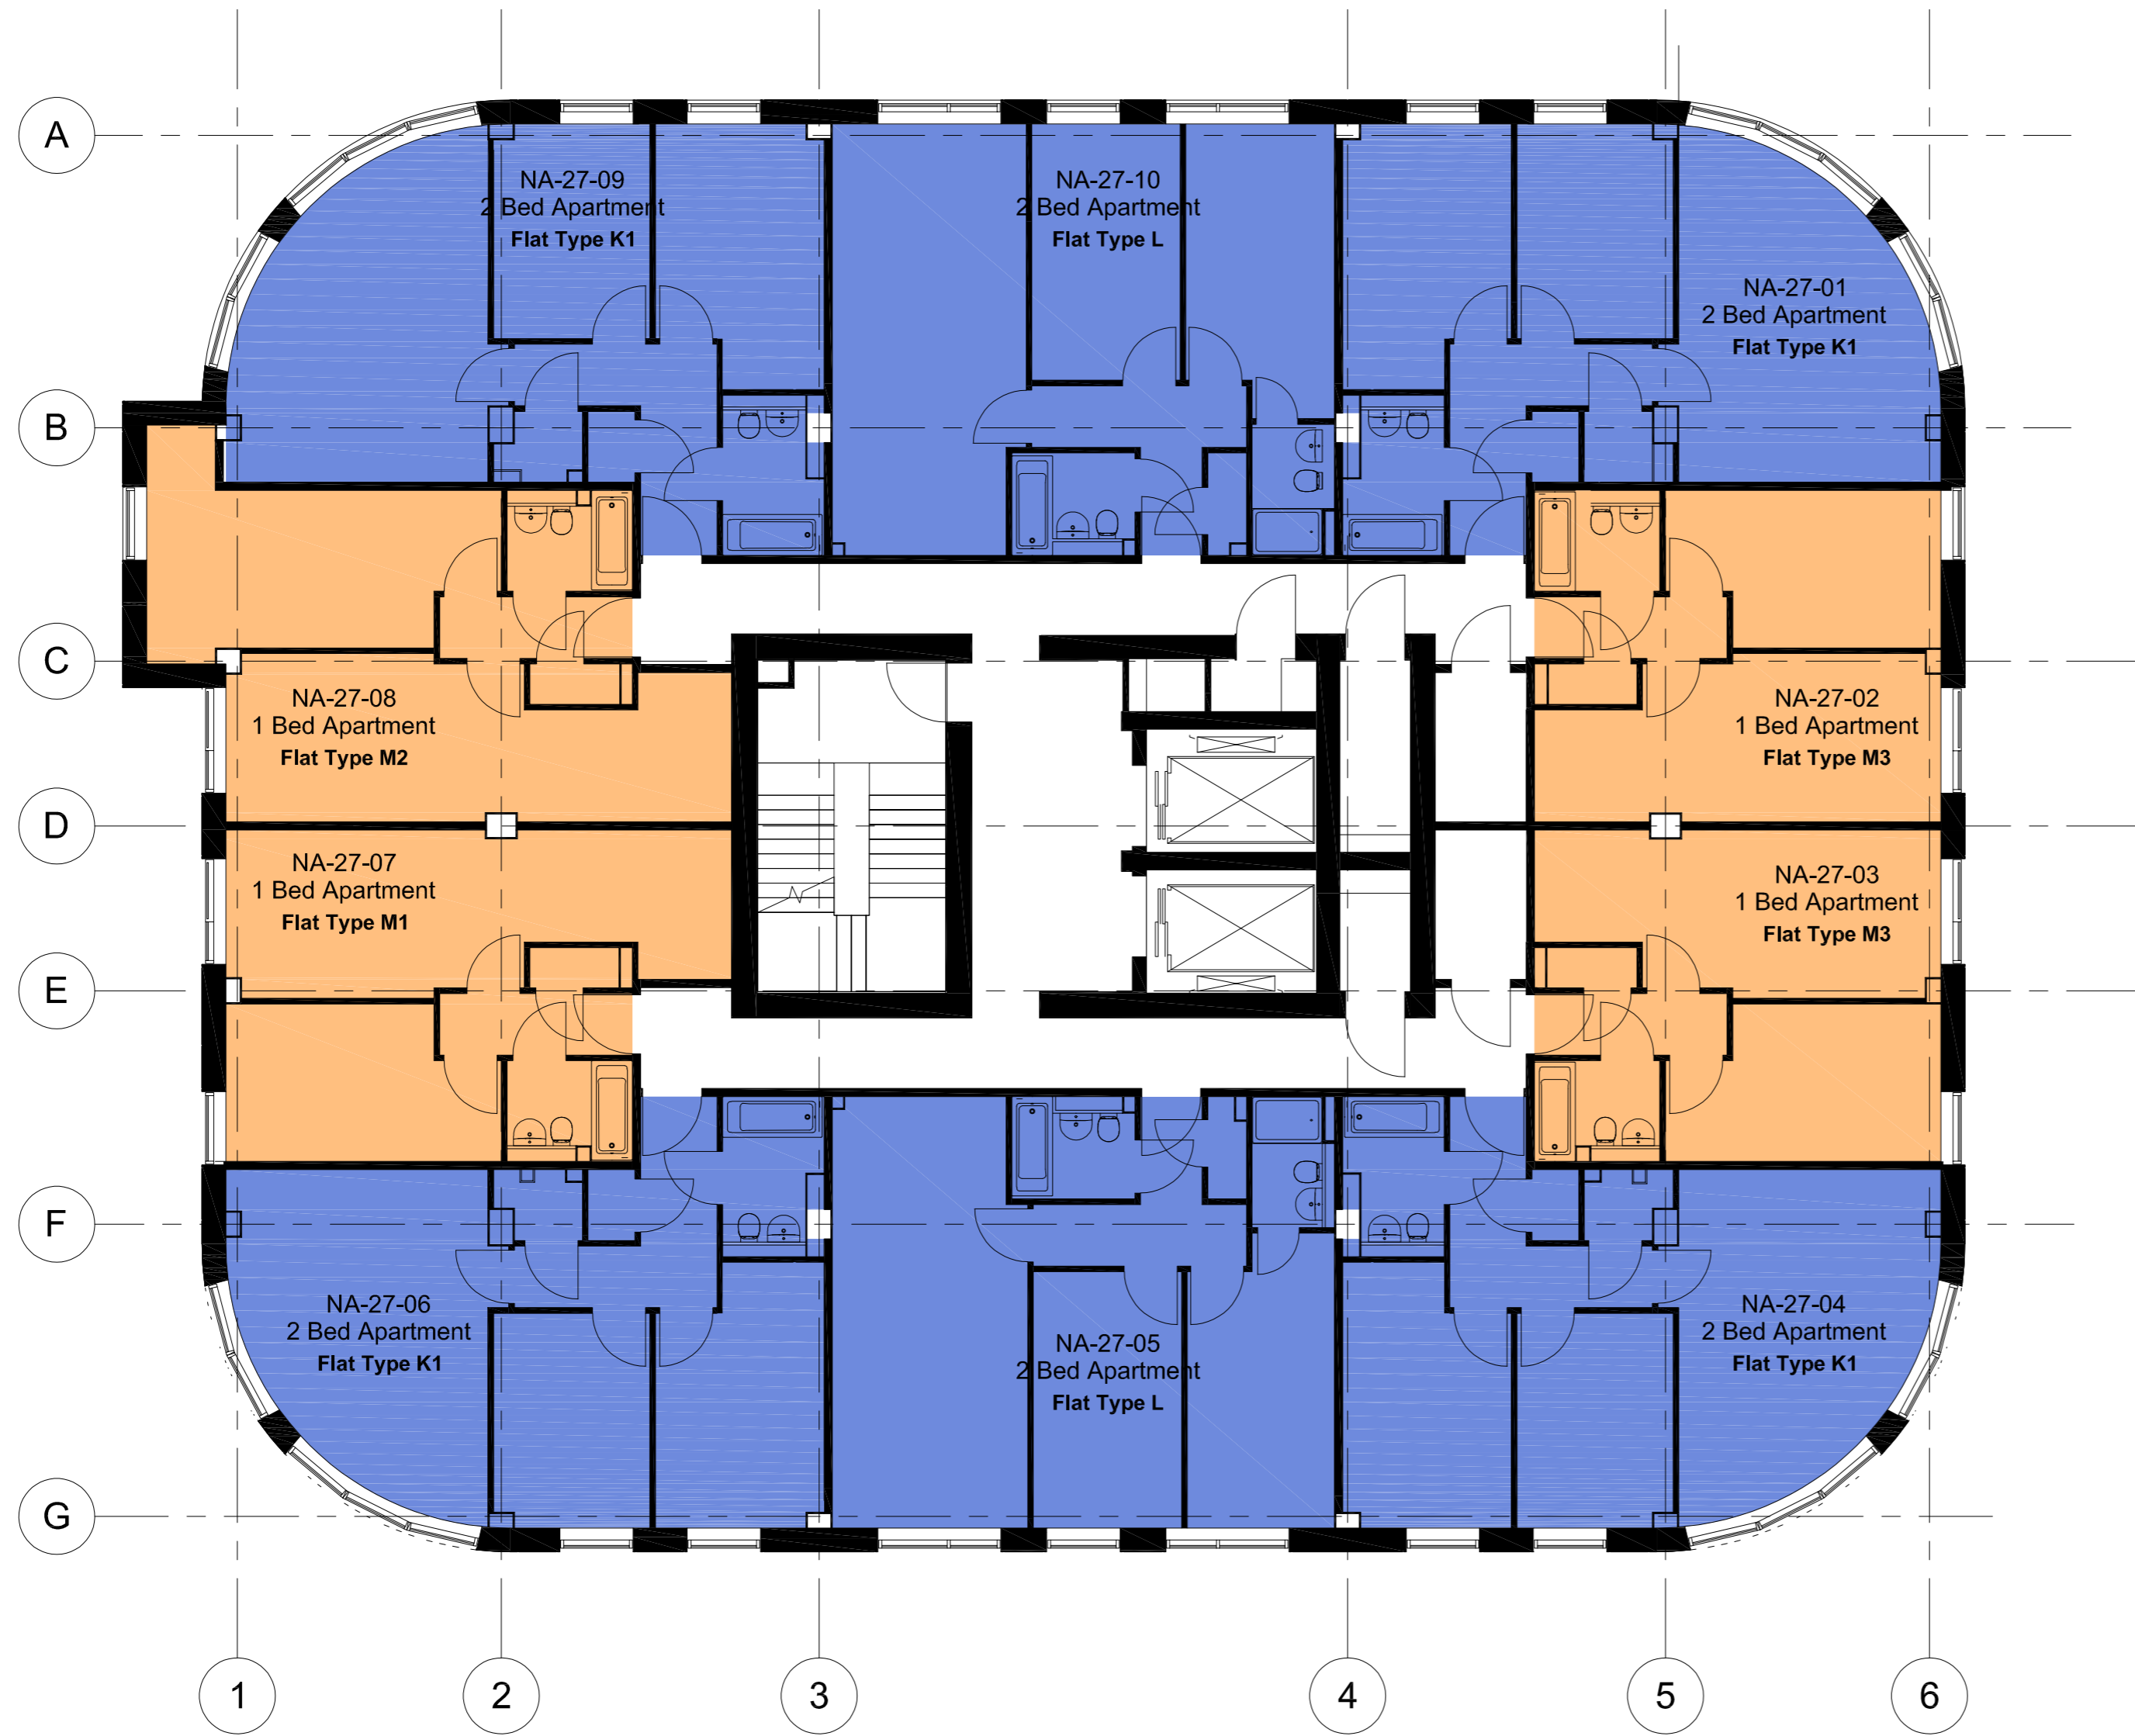 A
NA-27-09
2 Bed Apartment
Flat Type K1
NA-27-10
2 Bed Apartment
Flat Type L
NA-27-01
2 Bed Apartment
Flat Type K1
B
C
NA-27-08
1 Bed Apartment
Flat Type M2
NA-27-02
1 Bed Apartment
Flat Type M3
D
NA-27-07
1 Bed Apartment
Flat Type M1
NA-27-03
1 Bed Apartment
Flat Type M3
E
F
NA-27-06
2 Bed Apartment
Flat Type K1
NA-27-05
2 Bed Apartment
Flat Type L
NA-27-04
2 Bed Apartment
Flat Type K1
G
1
2
3
4
5
6